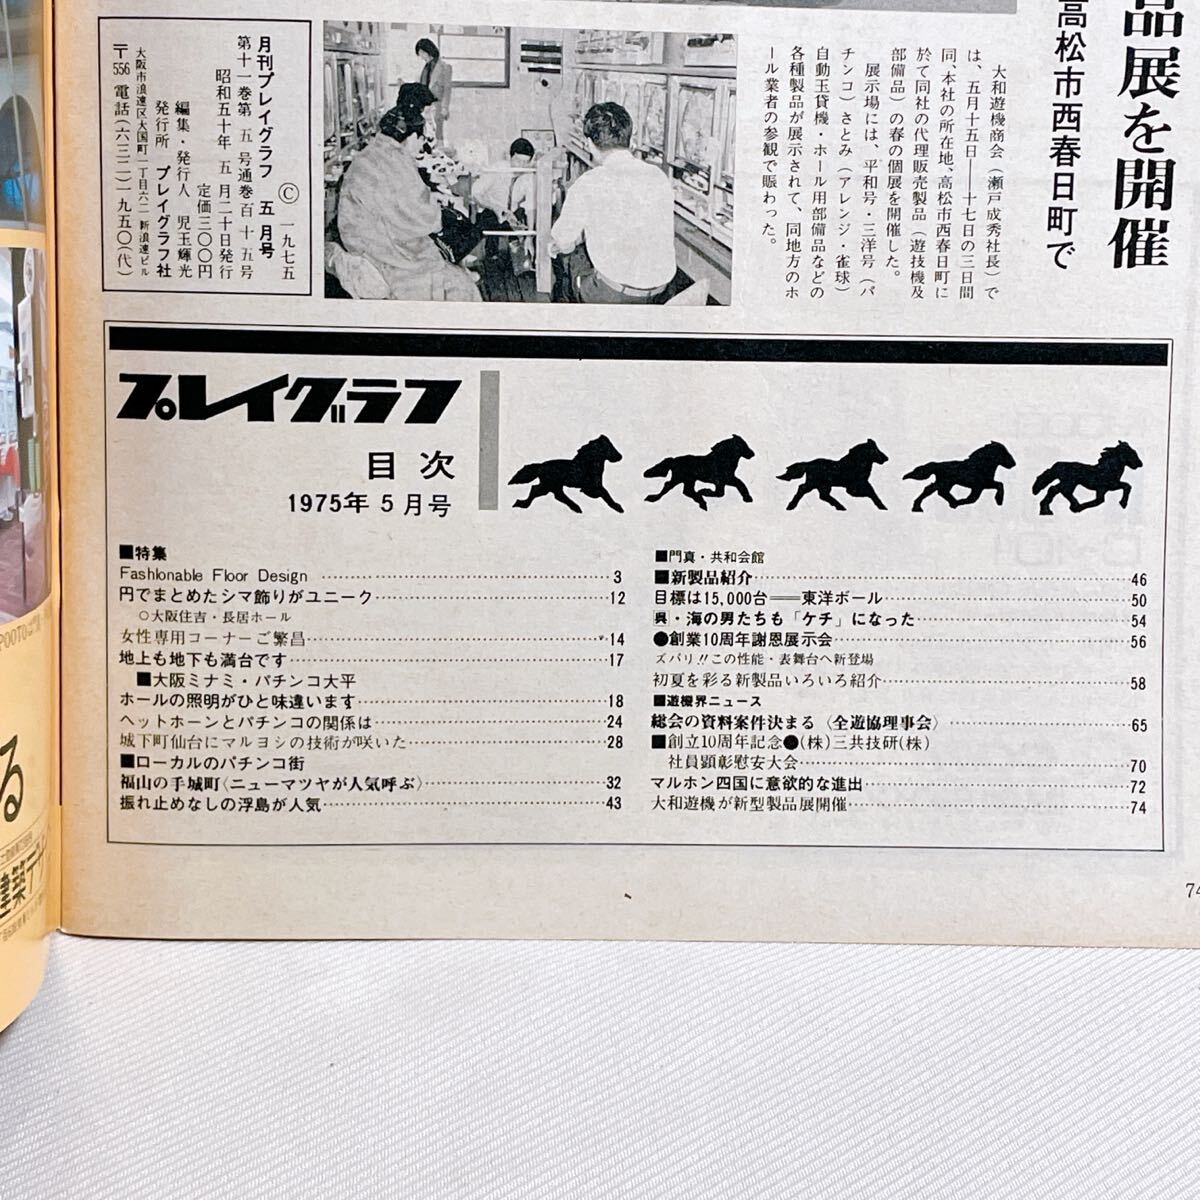 品展を開催
高松市西春日町で
大和遊機商会（瀬戸成秀社長）で
は、五月十五日――十七日の三日間
同、本社の所在地、高松市西春日町に
於て同社の代理販売製品（遊技機及
部備品）の春の個展を開催した。
展示場には、平和号・三洋号（パ
チンコ）さとみ（アレンジ・雀球）
自動玉貸機・ホール用部備品などの
各種製品が展示されて、同地方のホ
ール業者の参観で賑わった。
Ⓒ一九七五
月刊プレイグラフ 五月号
第十一巻第五号通巻百十五号
昭和五十年五月二十日発行
定価三〇〇円
編集・発行人 児玉輝光
発行所 プレイグラフ社
大阪市浪速区大国町一丁目六二 新浪速ビル
〒556 電話（六三二）一九五〇（代）
プレイグラフ
目次
1975年5月号
■特集
Fashionable Floor Design 3
円でまとめたシマ飾りがユニーク 12
○大阪住吉・長居ホール
女性専用コーナーご繁昌 14
地上も地下も満台です 17
■大阪ミナミ・パチンコ大平
ホールの照明がひと味違います 18
ヘットホーンとパチンコの関係は 24
城下町仙台にマルヨシの技術が咲いた 28
■ローカルのパチンコ街
福山の手城町〈ニューマツヤが人気呼ぶ〉 32
振れ止めなしの浮島が人気 43
■門真・共和会館
■新製品紹介 46
目標は15,000台――東洋ボール 50
呉・海の男たちも「ケチ」になった 54
●創業10周年謝恩展示会 56
ズバリ!!この性能・表舞台へ新登場
初夏を彩る新製品いろいろ紹介 58
■遊機界ニュース
総会の資料案件決まる〈全遊協理事会〉 65
■創立10周年記念●(株)三共技研(株)
社員顕彰慰安大会 70
マルホン四国に意欲的な進出 72
大和遊機が新型製品展開催 74
74
る
建築デザ